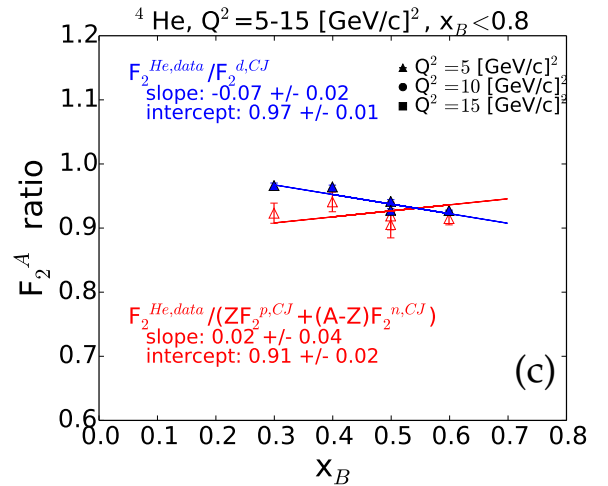 ⁴ He, Q² =5-15 [GeV/c]², x_B<0.8
(c)
F₂^{He,data}/F₂^{d,CJ}
slope: -0.07 +/- 0.02
intercept: 0.97 +/- 0.01
▲ Q² =5 [GeV/c]²
● Q² =10 [GeV/c]²
■ Q² =15 [GeV/c]²
F₂^{He,data}/(ZF₂^{p,CJ}+(A-Z)F₂^{n,CJ})
slope: 0.02 +/- 0.04
intercept: 0.91 +/- 0.02
(c)
F₂^A ratio
1.2
1.1
1.0
0.9
0.8
0.7
0.6
0.0 0.1 0.2 0.3 0.4 0.5 0.6 0.7 0.8
x_B